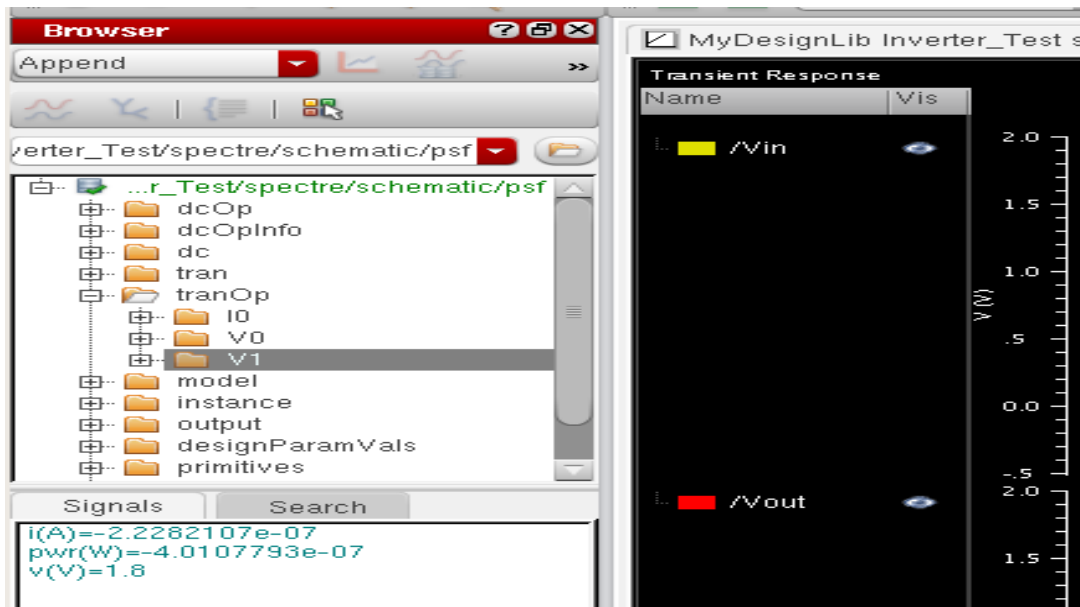 Browser
Append
»
/erter_Test/spectre/schematic/psf
...r_Test/spectre/schematic/psf
dcOp
dcOpInfo
dc
tran
tranOp
I0
V0
V1
model
instance
output
designParamVals
primitives
Signals
Search
i(A)=-2.2282107e-07
pwr(W)=-4.0107793e-07
v(V)=1.8
MyDesignLib Inverter_Test s
Transient Response
Name
Vis
/Vin
2.0
1.5
1.0
.5
0.0
-.5
V (V)
/Vout
2.0
1.5